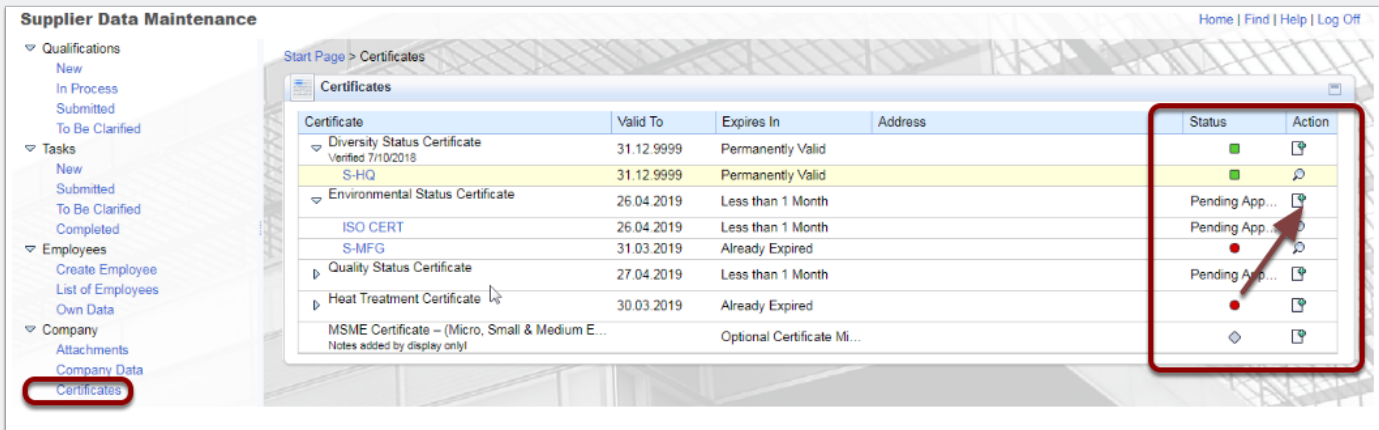 Supplier Data Maintenance
Home | Find | Help | Log Off
Qualifications
New
In Process
Submitted
To Be Clarified
Tasks
New
Submitted
To Be Clarified
Completed
Employees
Create Employee
List of Employees
Own Data
Company
Attachments
Company Data
Certificates
Start Page > Certificates
Certificates
Certificate Valid To Expires In Address Status Action
Diversity Status Certificate 31.12.9999 Permanently Valid
Verified 7/10/2018
S-HQ 31.12.9999 Permanently Valid
Environmental Status Certificate 26.04.2019 Less than 1 Month Pending App...
ISO CERT 26.04.2019 Less than 1 Month Pending App...
S-MFG 31.03.2019 Already Expired
Quality Status Certificate 27.04.2019 Less than 1 Month Pending App...
Heat Treatment Certificate 30.03.2019 Already Expired
MSME Certificate – (Micro, Small & Medium E... Optional Certificate Mi...
Notes added by display only!